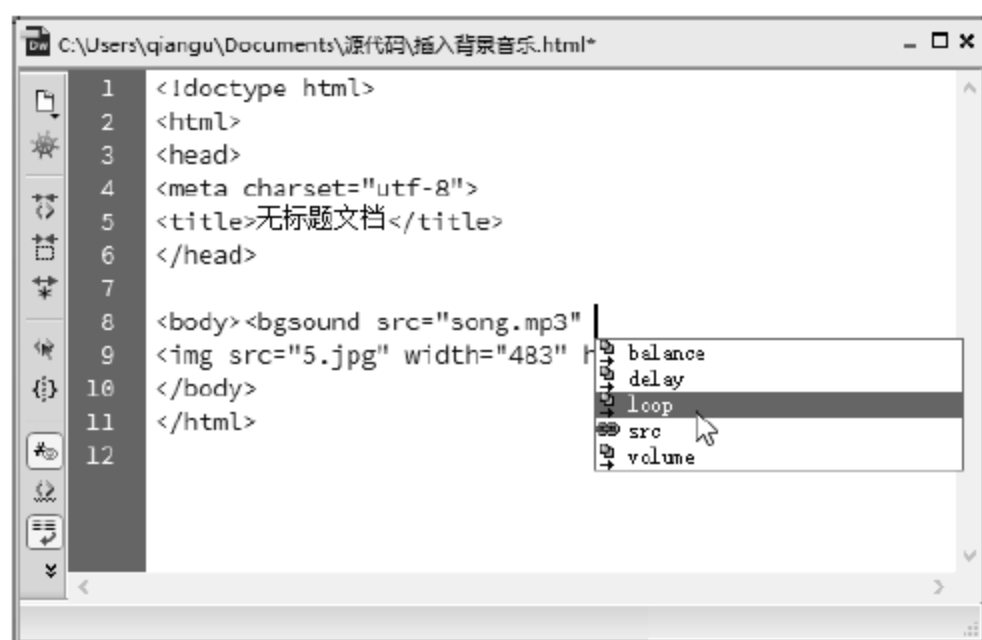 Dw C:\Users\qiangu\Documents\源代码\插入背景音乐.html*
1 <!doctype html>
2 <html>
3 <head>
4 <meta charset="utf-8">
5 <title>无标题文档</title>
6 </head>
7
8 <body><bgsound src="song.mp3"
9 <img src="5.jpg" width="483" h
balance
delay
10 </body>
loop
11 </html>
src
12
volume